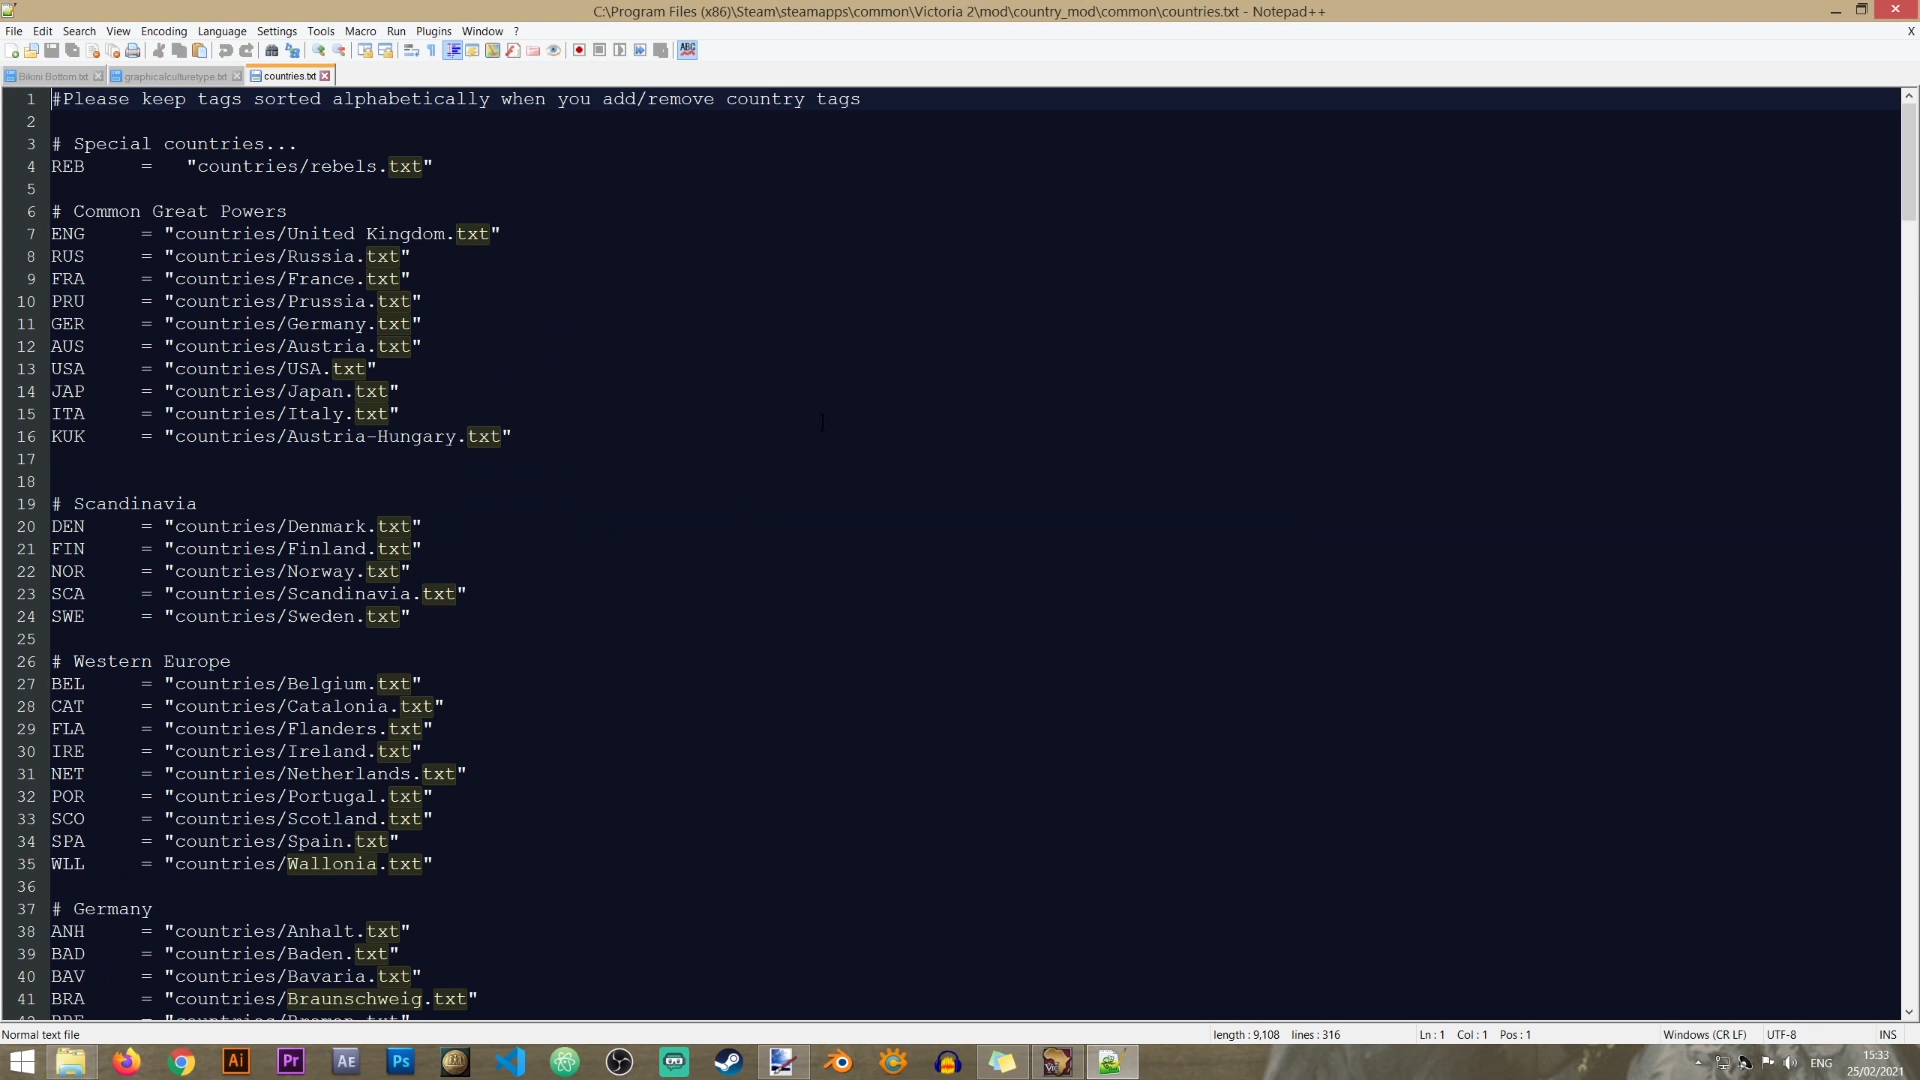 C:\Program Files (x86)\Steam\steamapps\common\Victoria 2\mod\country_mod\common\countries.txt - Notepad++
File Edit Search View Encoding Language Settings Tools Macro Run Plugins Window ? X
Bikini Bottom.txt graphicalculturetype.txt countries.txt
1 #Please keep tags sorted alphabetically when you add/remove country tags
2
3 # Special countries...
4 REB = "countries/rebels.txt"
5
6 # Common Great Powers
7 ENG = "countries/United Kingdom.txt"
8 RUS = "countries/Russia.txt"
9 FRA = "countries/France.txt"
10 PRU = "countries/Prussia.txt"
11 GER = "countries/Germany.txt"
12 AUS = "countries/Austria.txt"
13 USA = "countries/USA.txt"
14 JAP = "countries/Japan.txt"
15 ITA = "countries/Italy.txt"
16 KUK = "countries/Austria-Hungary.txt"
17
18
19 # Scandinavia
20 DEN = "countries/Denmark.txt"
21 FIN = "countries/Finland.txt"
22 NOR = "countries/Norway.txt"
23 SCA = "countries/Scandinavia.txt"
24 SWE = "countries/Sweden.txt"
25
26 # Western Europe
27 BEL = "countries/Belgium.txt"
28 CAT = "countries/Catalonia.txt"
29 FLA = "countries/Flanders.txt"
30 IRE = "countries/Ireland.txt"
31 NET = "countries/Netherlands.txt"
32 POR = "countries/Portugal.txt"
33 SCO = "countries/Scotland.txt"
34 SPA = "countries/Spain.txt"
35 WLL = "countries/Wallonia.txt"
36
37 # Germany
38 ANH = "countries/Anhalt.txt"
39 BAD = "countries/Baden.txt"
40 BAV = "countries/Bavaria.txt"
41 BRA = "countries/Braunschweig.txt"
Normal text file length : 9,108 lines : 316 Ln : 1 Col : 1 Pos : 1 Windows (CR LF) UTF-8 INS
Ai Pr AE Ps ENG 15:33
25/02/2021